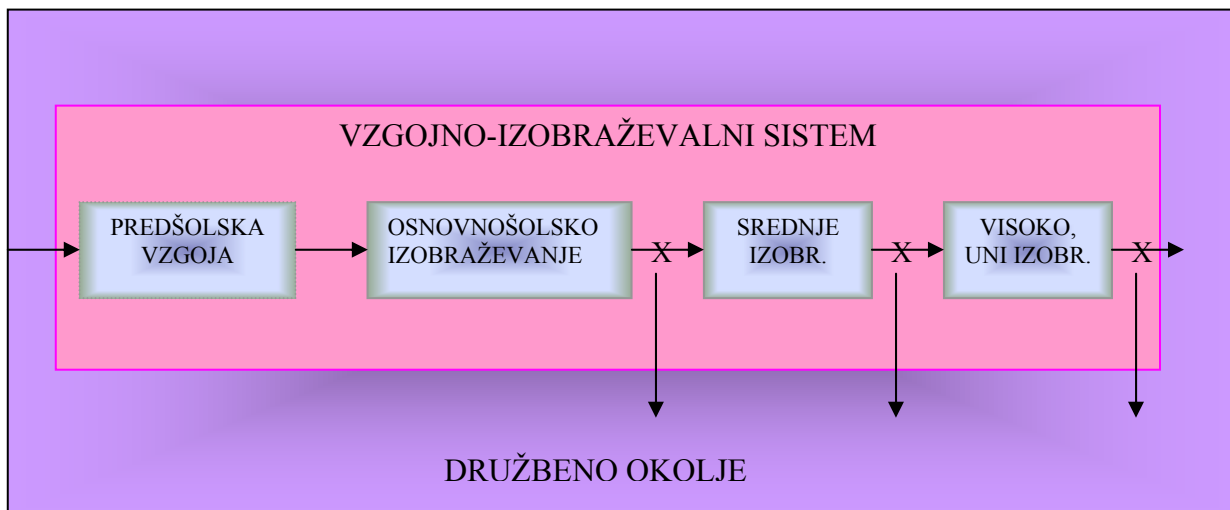 VZGOJNO-IZOBRAŽEVALNI SISTEM
PREDŠOLSKA
VZGOJA
OSNOVNOŠOLSKO
IZOBRAŽEVANJE
X
SREDNJE
IZOBR.
X
VISOKO,
UNI IZOBR.
X
DRUŽBENO OKOLJE